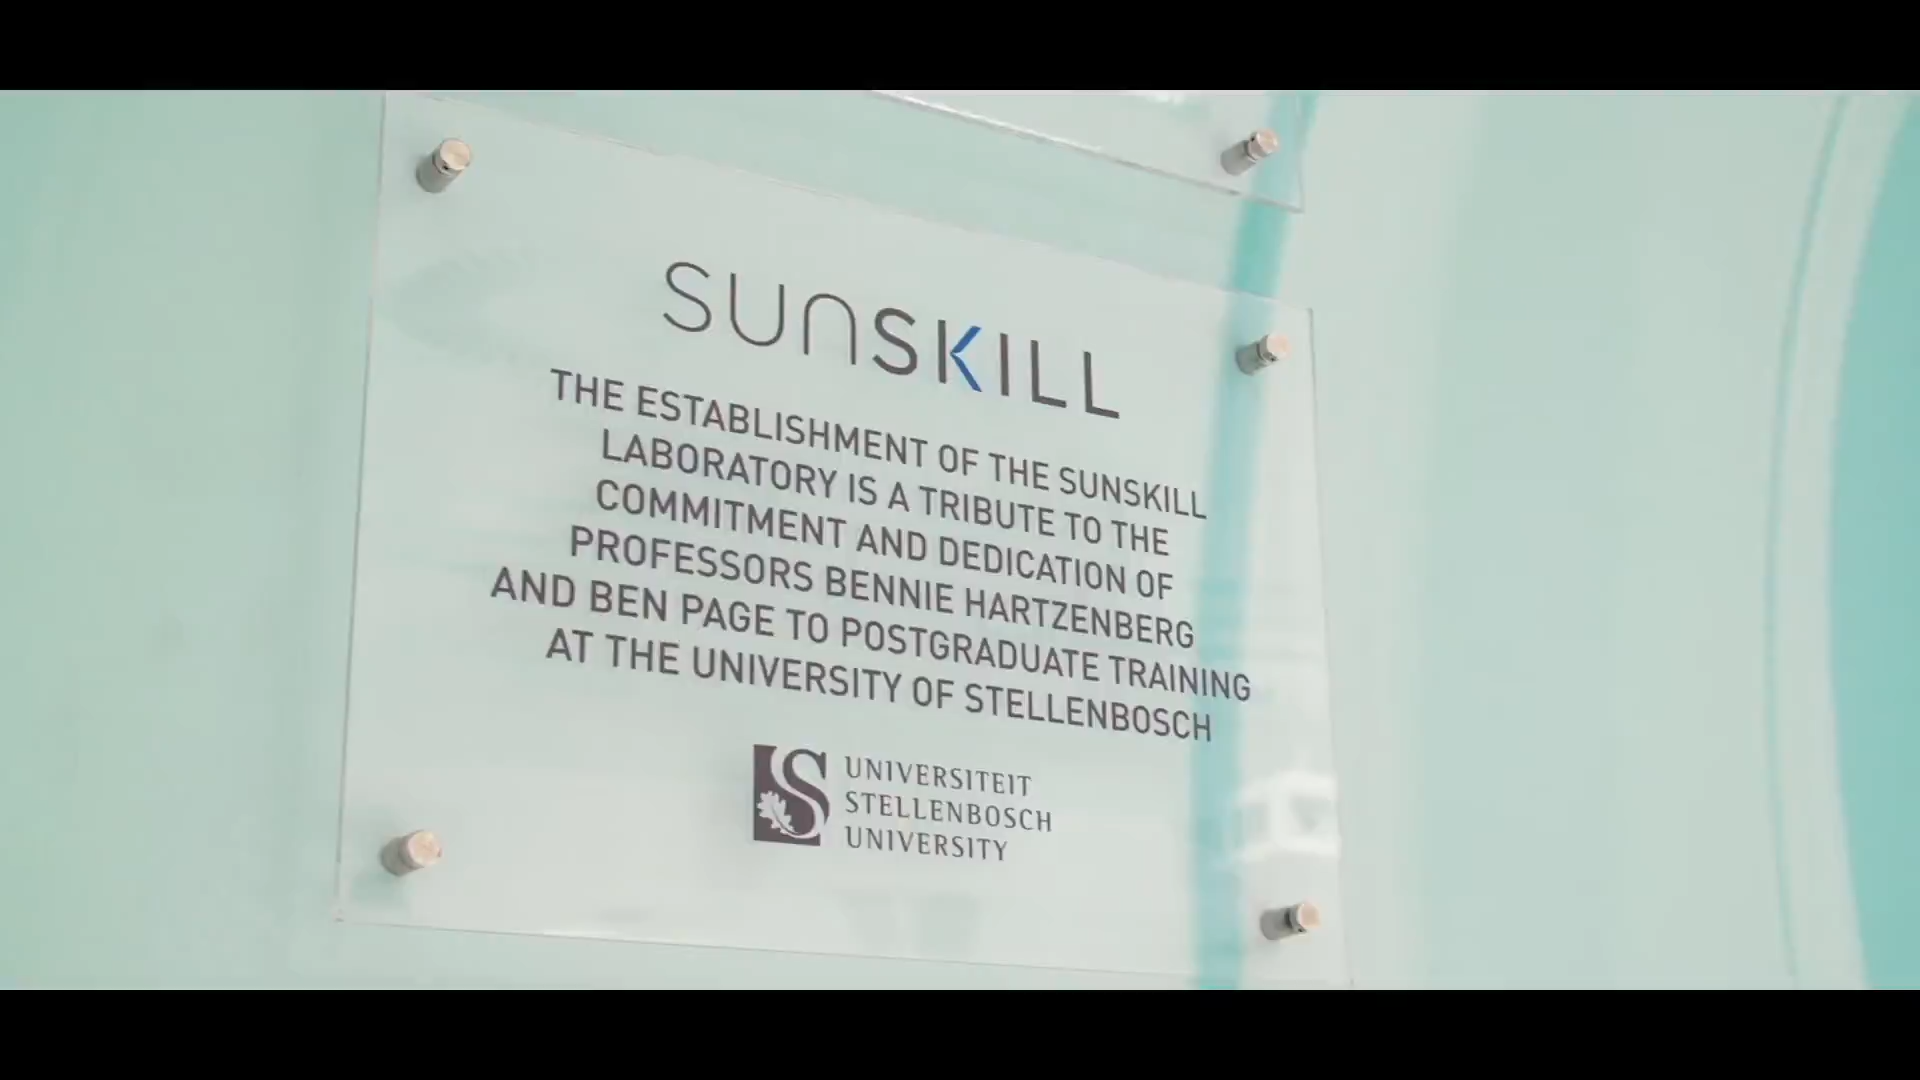 SUNSKILL
THE ESTABLISHMENT OF THE SUNSKILL
LABORATORY IS A TRIBUTE TO THE
COMMITMENT AND DEDICATION OF
PROFESSORS BENNIE HARTZENBERG
AND BEN PAGE TO POSTGRADUATE TRAINING
AT THE UNIVERSITY OF STELLENBOSCH
UNIVERSITEIT
STELLENBOSCH
UNIVERSITY